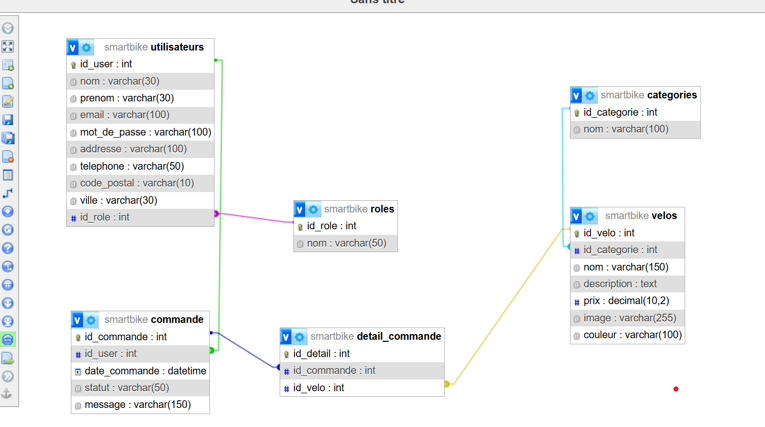 Sans titre
smartbike utilisateurs
id_user : int
nom : varchar(30)
prenom : varchar(30)
email : varchar(100)
mot_de_passe : varchar(100)
addresse : varchar(100)
telephone : varchar(50)
code_postal : varchar(10)
ville : varchar(30)
# id_role : int
smartbike roles
id_role : int
nom : varchar(50)
smartbike categories
id_categorie : int
nom : varchar(100)
smartbike velos
id_velo : int
# id_categorie : int
nom : varchar(150)
description : text
# prix : decimal(10,2)
image : varchar(255)
couleur : varchar(100)
smartbike commande
id_commande : int
# id_user : int
date_commande : datetime
statut : varchar(50)
message : varchar(150)
smartbike detail_commande
id_detail : int
# id_commande : int
# id_velo : int